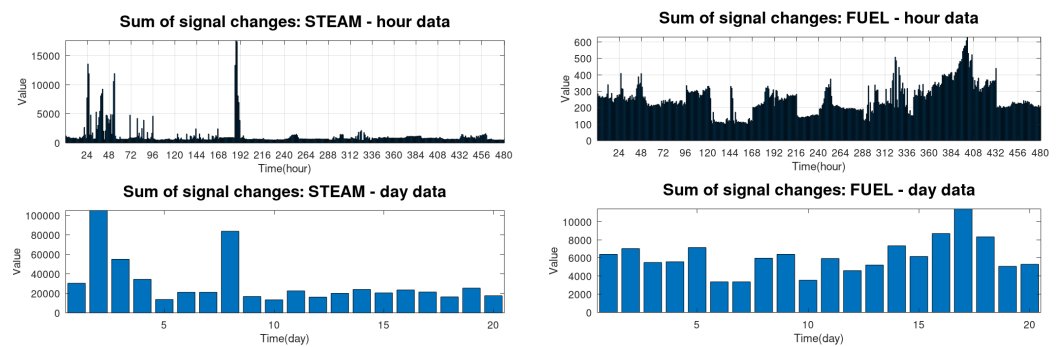 Sum of signal changes: STEAM - hour data
Value
15000
10000
5000
0
24 48 72 96 120 144 168 192 216 240 264 288 312 336 360 384 408 432 456 480
Time(hour)
Sum of signal changes: FUEL - hour data
Value
600
500
400
300
200
100
0
24 48 72 96 120 144 168 192 216 240 264 288 312 336 360 384 408 432 456 480
Time(hour)
Sum of signal changes: STEAM - day data
Value
100000
80000
60000
40000
20000
0
5 10 15 20
Time(day)
Sum of signal changes: FUEL - day data
Value
10000
8000
6000
4000
2000
0
5 10 15 20
Time(day)